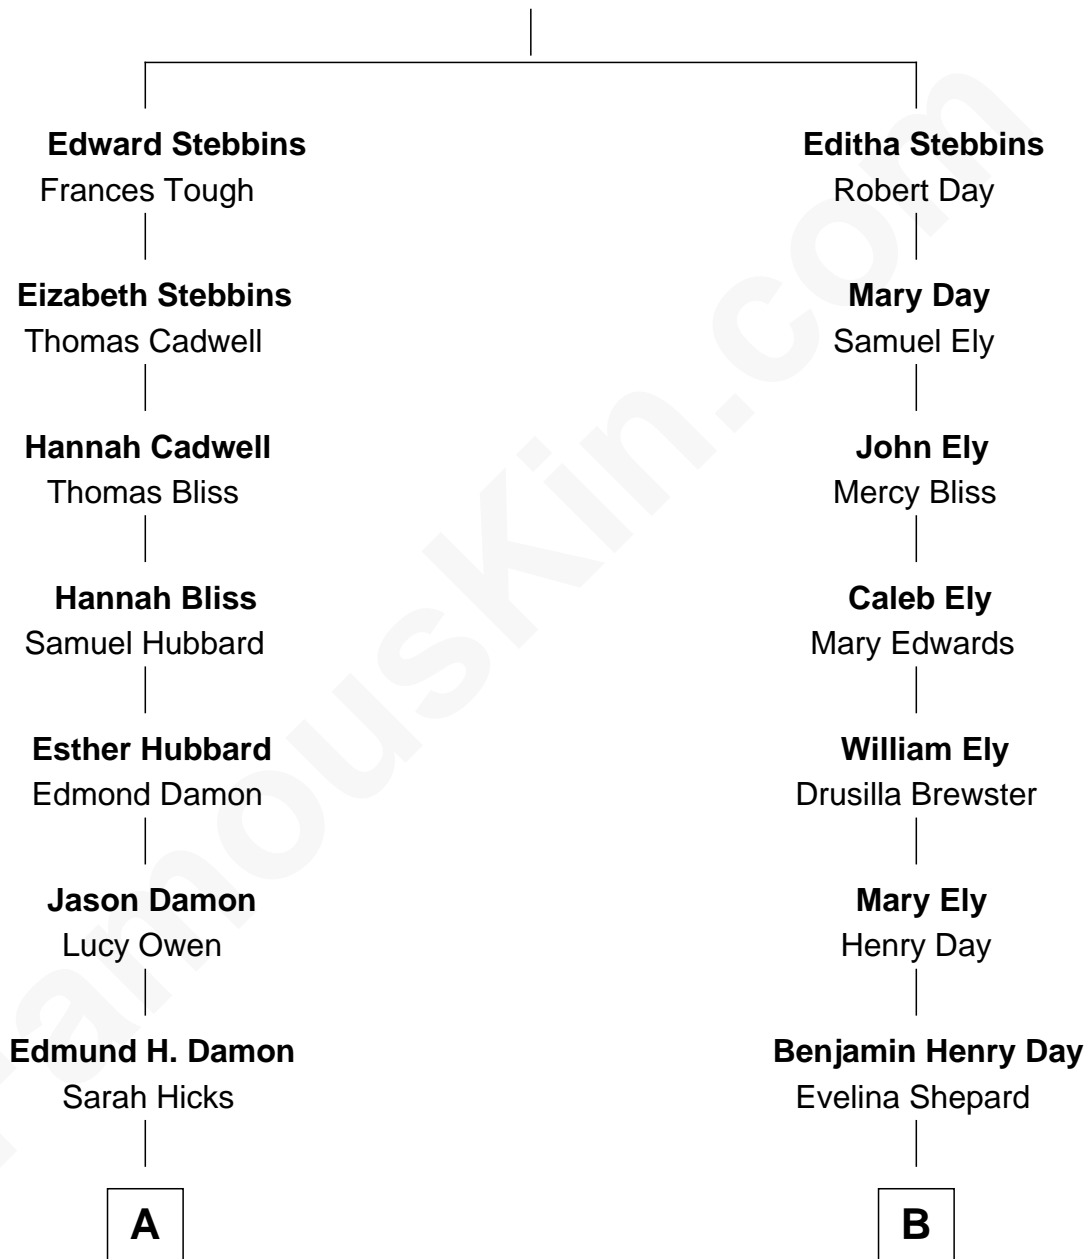 Edward Stebbins
Frances Tough
Eizabeth Stebbins
Thomas Cadwell
Hannah Cadwell
Thomas Bliss
Hannah Bliss
Samuel Hubbard
Esther Hubbard
Edmond Damon
Jason Damon
Lucy Owen
Edmund H. Damon
Sarah Hicks
A
Editha Stebbins
Robert Day
Mary Day
Samuel Ely
John Ely
Mercy Bliss
Caleb Ely
Mary Edwards
William Ely
Drusilla Brewster
Mary Ely
Henry Day
Benjamin Henry Day
Evelina Shepard
B
FamousKin.com